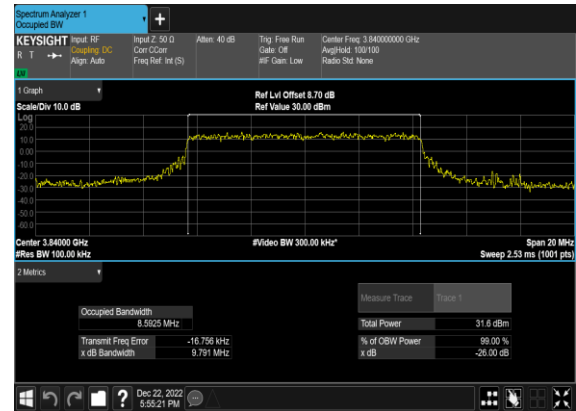 Spectrum Analyzer 1
Occupied BW
KEYSIGHT Input: RF Input Z: 50 Ω Atten: 40 dB Trig: Free Run Center Freq: 3.840000000 GHz
R T Coupling: DC Corr CCorr Gate: Off Avg|Hold: 100/100
Align: Auto Freq Ref: Int (S) #IF Gain: Low Radio Std: None
1 Graph
Ref Lvl Offset 8.70 dB
Scale/Div 10.0 dB Ref Value 30.00 dBm
Log
20.0
10.0
0.00
-10.0
-20.0
-30.0
-40.0
-50.0
-60.0
Center 3.84000 GHz #Video BW 300.00 kHz* Span 20 MHz
#Res BW 100.00 kHz Sweep 2.53 ms (1001 pts)
2 Metrics
Measure Trace Trace 1
Occupied Bandwidth
8.5925 MHz Total Power 31.6 dBm
Transmit Freq Error -16.756 kHz % of OBW Power 99.00 %
x dB Bandwidth 9.791 MHz x dB -26.00 dB
Dec 22, 2022
5:55:21 PM